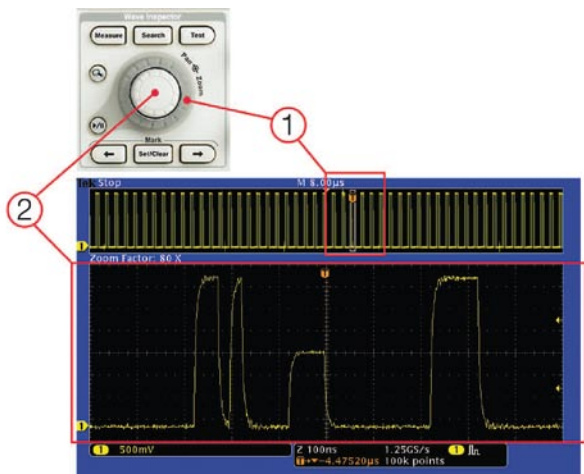 Wave Inspector
Measure Search Test
Pan Zoom
Mark
← Set/Clear →
1
2
Tek Stop M 8.00µs
T
1
Zoom Factor: 80 X
T
1
1 500mV Z 100ns 1.25GS/s 1
T→▼-4.47520µs 100k points